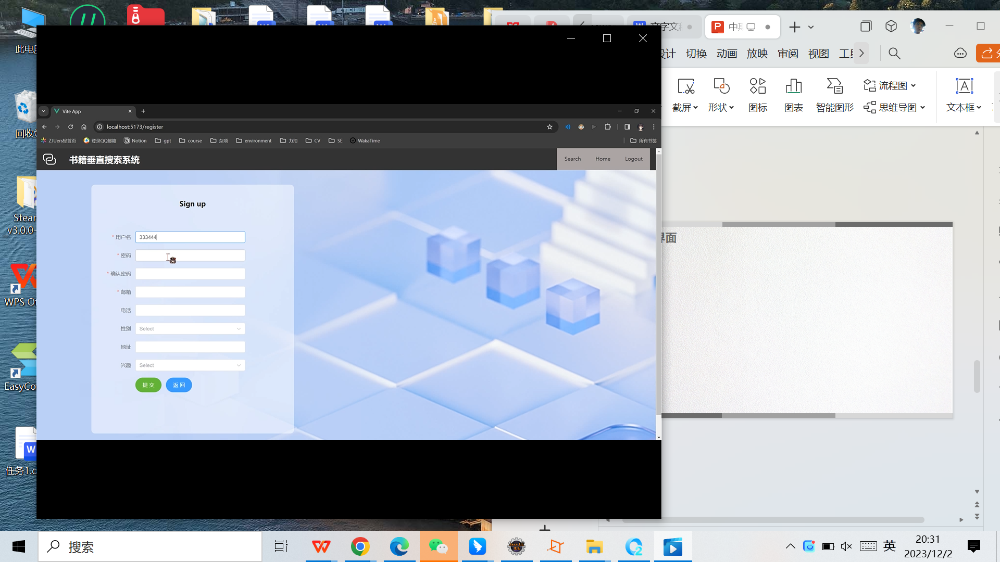 此电脑
回收站
Steam
_v3.0.0-
WPS Of
EasyCo
任务1.d
文字文稿
中期
设计 切换 动画 放映 审阅 视图 工具
截屏 形状 图标 图表 智能图形 流程图 思维导图 文本框
界面
Vite App
localhost:5173/register
ZJUers轻首页 登录QQ邮箱 Notion gpt course 杂项 environment 力扣 CV SE WakaTime 所有书签
书籍垂直搜索系统
Search Home Logout
Sign up
* 用户名 333444
* 密码
* 确认密码
* 邮箱
电话
性别 Select
地址
兴趣 Select
提交 返回
搜索
英
20:31
2023/12/2